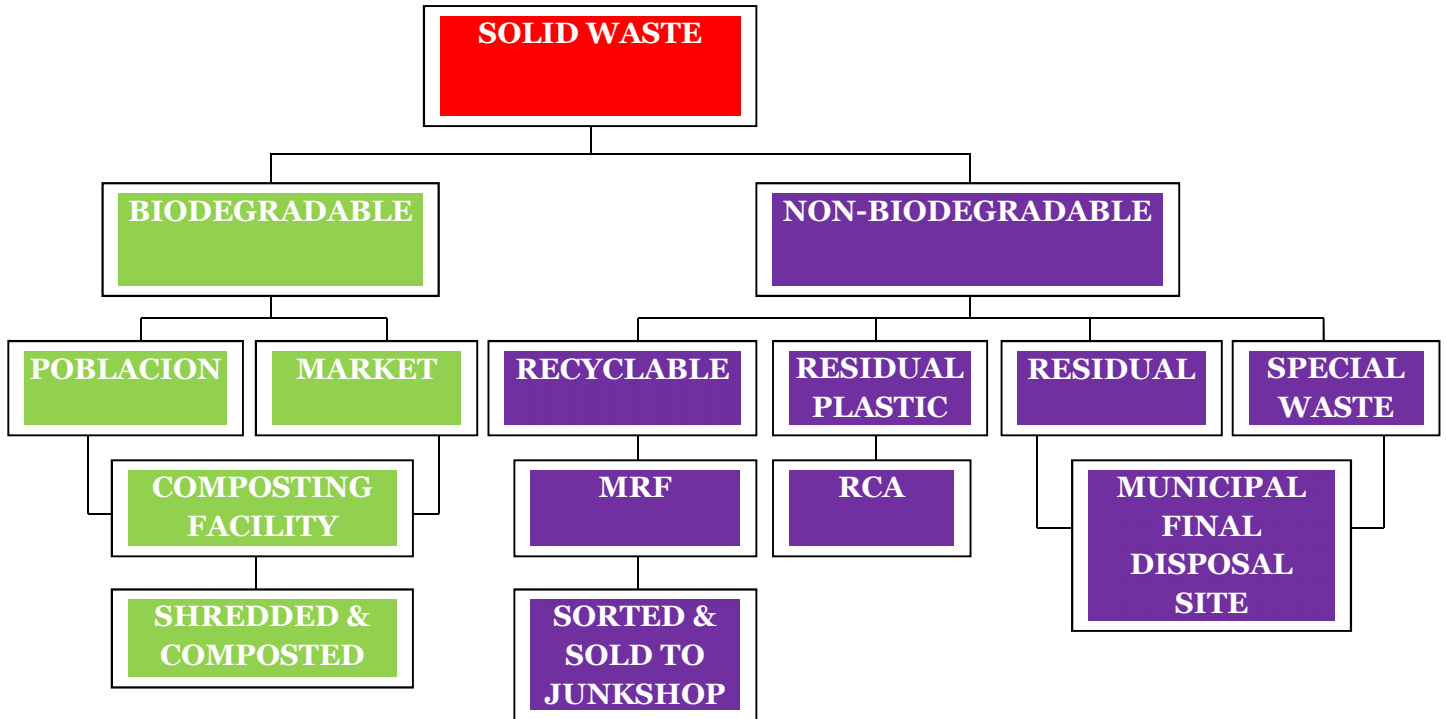 SOLID WASTE
BIODEGRADABLE
NON-BIODEGRADABLE
POBLACION
MARKET
RECYCLABLE
RESIDUAL
PLASTIC
RESIDUAL
SPECIAL
WASTE
COMPOSTING
FACILITY
MRF
RCA
MUNICIPAL
FINAL
DISPOSAL
SITE
SHREDDED &
COMPOSTED
SORTED &
SOLD TO
JUNKSHOP